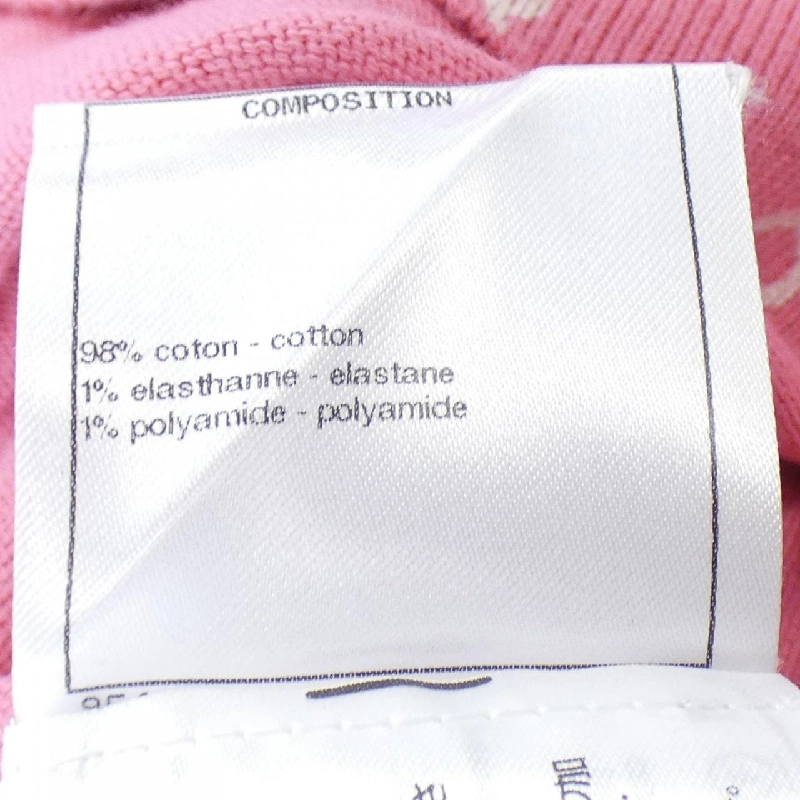 COMPOSITION
98% coton - cotton
1% elasthanne - elastane
1% polyamide - polyamide